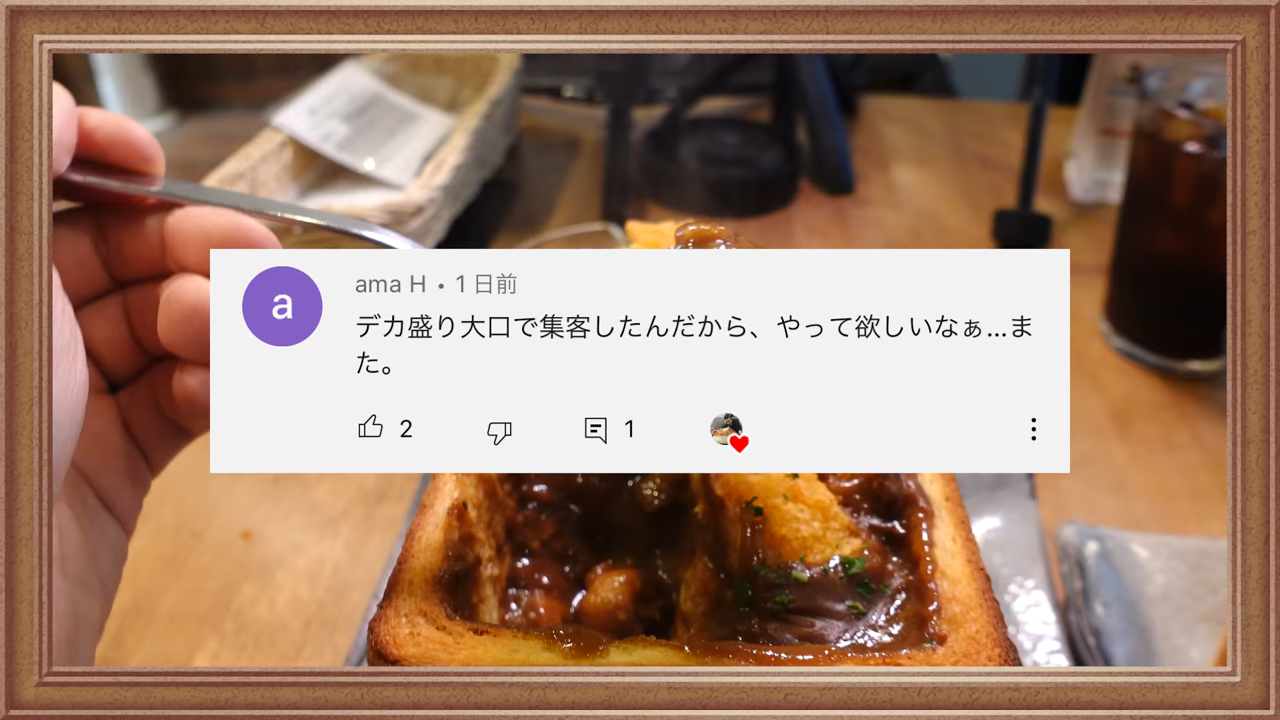 a
ama H • 1 日前
デカ盛り大口で集客したんだから、やって欲しいなぁ…ま
た。
2
1